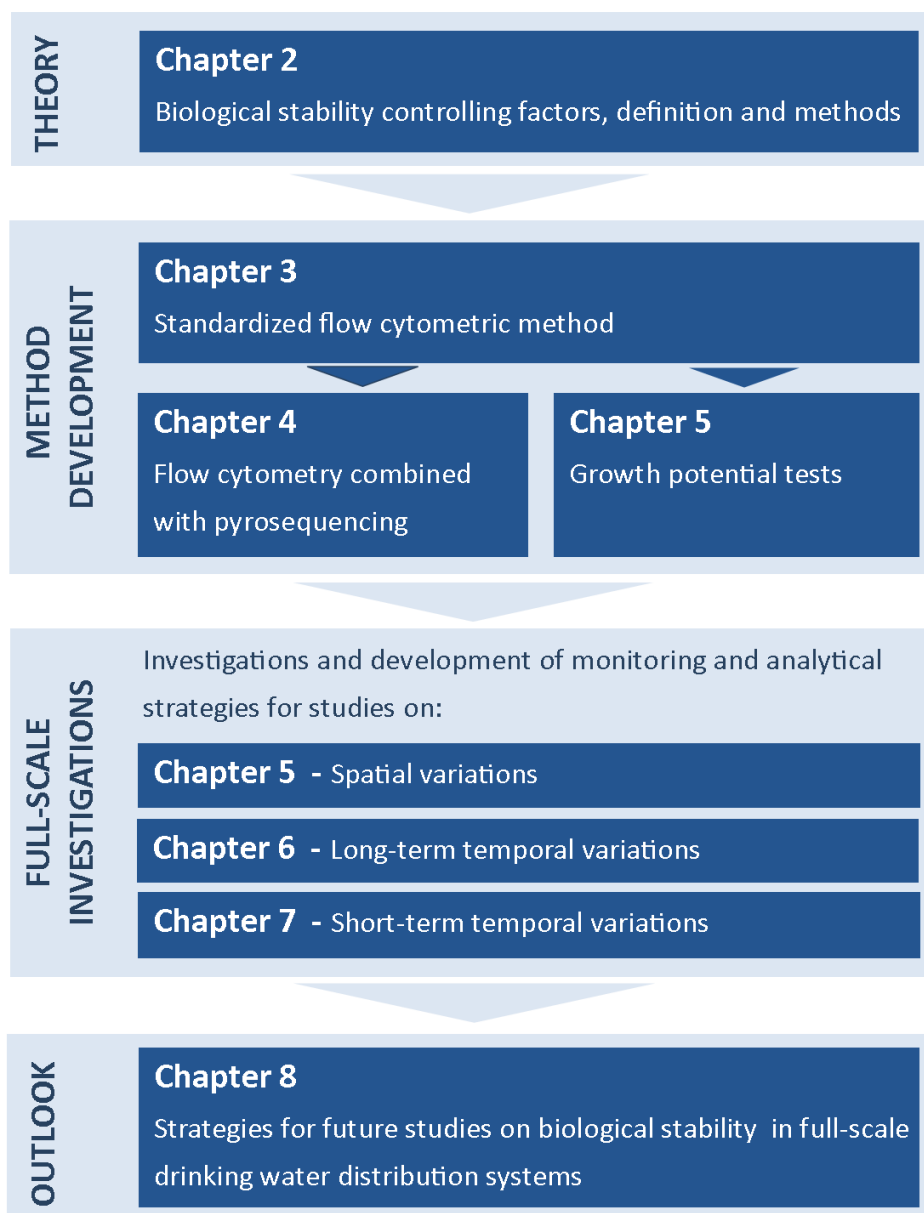 THEORY
Chapter 2
Biological stability controlling factors, definition and methods
METHOD
DEVELOPMENT
Chapter 3
Standardized flow cytometric method
Chapter 4
Flow cytometry combined
with pyrosequencing
Chapter 5
Growth potential tests
FULL-SCALE
INVESTIGATIONS
Investigations and development of monitoring and analytical
strategies for studies on:
Chapter 5 - Spatial variations
Chapter 6 - Long-term temporal variations
Chapter 7 - Short-term temporal variations
OUTLOOK
Chapter 8
Strategies for future studies on biological stability in full-scale
drinking water distribution systems